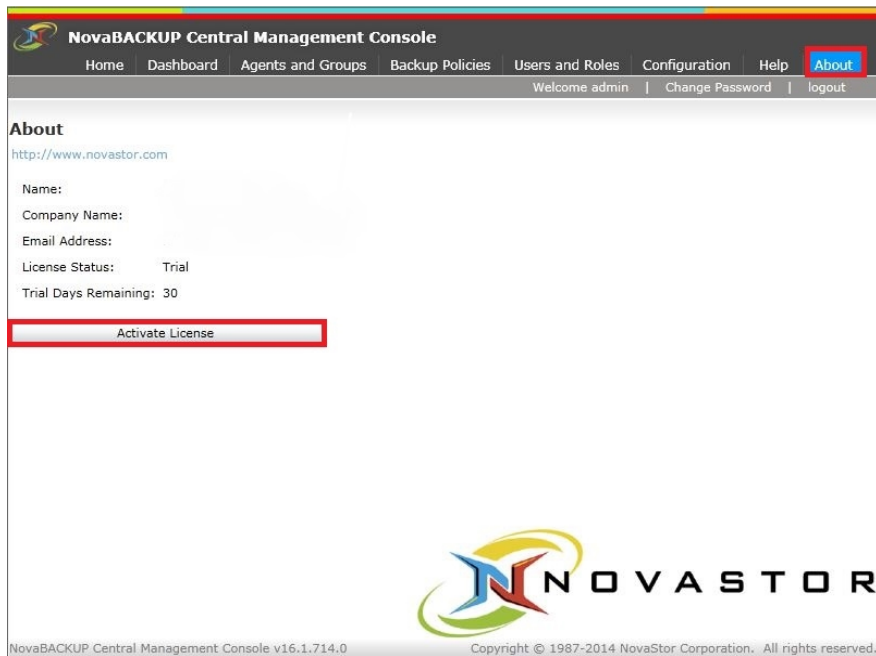 NovaBACKUP Central Management Console
Home Dashboard Agents and Groups Backup Policies Users and Roles Configuration Help About
Welcome admin | Change Password | logout
About
http://www.novastor.com
Name:
Company Name:
Email Address:
License Status: Trial
Trial Days Remaining: 30
Activate License
NOVASTOR
NovaBACKUP Central Management Console v16.1.714.0 Copyright © 1987-2014 NovaStor Corporation. All rights reserved.